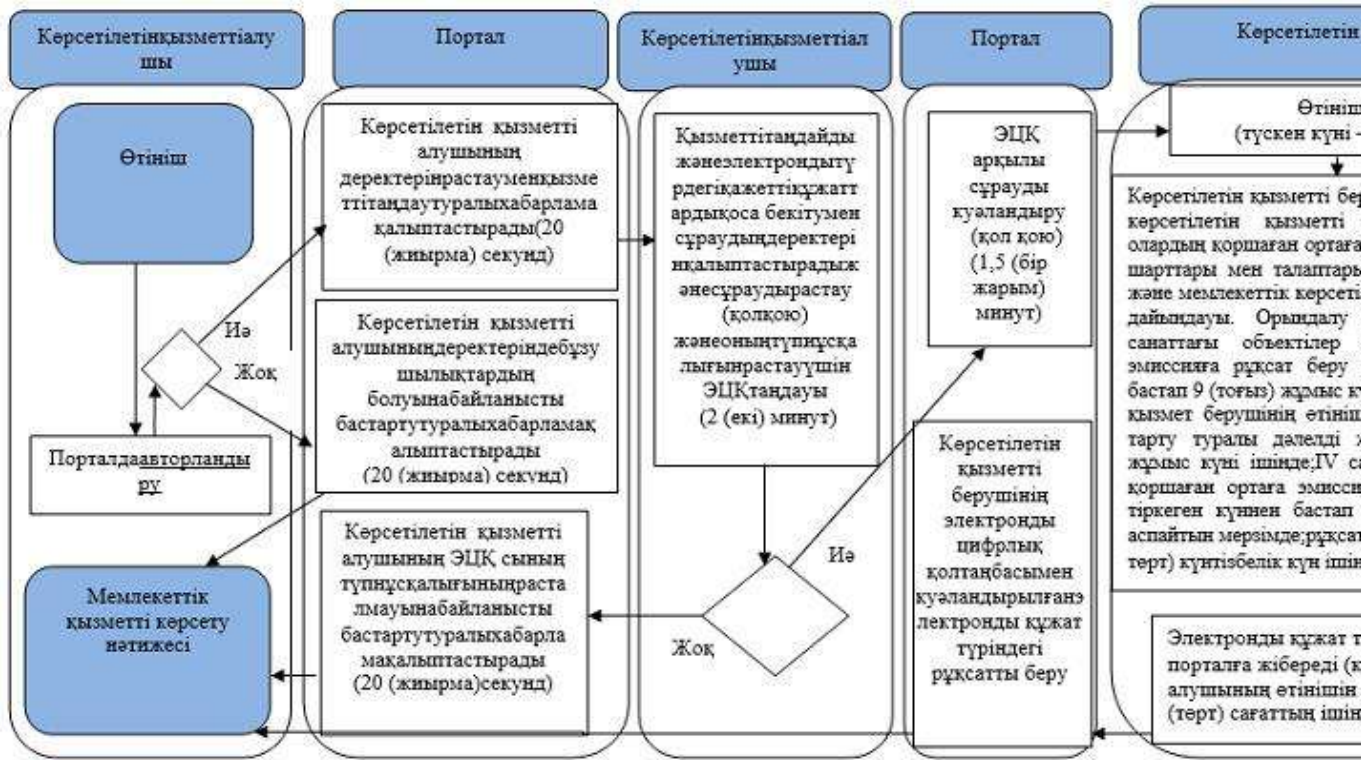 Көрсетілетінқызметтіалу
шы
Портал
Көрсетілетінқызметтіал
ушы
Портал
Көрсетілетін
Өтініш
Иә
Жоқ
Порталдаавторланды
ру
Мемлекеттік
қызметті көрсету
нәтижесі
Көрсетілетін қызметті
алушының
деректерінрастауменқызме
ттітаңдаутуралыхабарлама
қалыптастырады(20
(жиырма) секунд)
Көрсетілетін қызметті
алушыныңдеректеріндебұзу
шылықтардың
болуынабайланысты
бастартутуралыхабарламақ
алыптастырады
(20 (жиырма) секунд)
Көрсетілетін қызметті
алушының ЭЦҚ сының
түпнұсқалығыныңраста
лмауынабайланысты
бастартутуралыхабарла
мақалыптастырады
(20 (жиырма)секунд)
Қызметтітаңдайды
жәнеэлектрондыту
рдегіқажеттіқұжатт
ардықоса бекітумен
сұраудыңдеректері
нқалыптастырадыж
әнесұраудырастау
(қолқою)
жәнеоныңтүпнұсқа
лығынрастауүшін
ЭЦҚтаңдауы
(2 (екі) минут)
Иә
Жоқ
ЭЦҚ
арқылы
сұрауды
куәландыру
(қол қою)
(1,5 (бір
жарым)
минут)
Көрсетілетін
қызметті
берушінің
электронды
цифрлық
қолтаңбасымен
куәландырылғанэ
лектронды құжат
түріндегі
рұқсатты беру
Өтініш
(түскен күні -
Көрсетілетін қызметті бер
көрсетілетін қызметті
олардың қоршаған ортаға
шарттары мен талаптары
және мемлекеттік көрсеті
дайындауы. Орындалу
санаттағы объектілер
эмиссияға рұқсат беру
бастап 9 (тоғыз) жұмыс кү
қызмет берушінің өтініш
тарту туралы дәлелді ж
жұмыс күні ішінде;IV са
қоршаған ортаға эмисси
тіркеген күннен бастап
аспайтын мерзімде;рұқсат
төрт) күнтізбелік күн ішін
Электронды құжат т
порталға жібереді (қ
алушының өтінішін
(төрт) сағаттың ішін